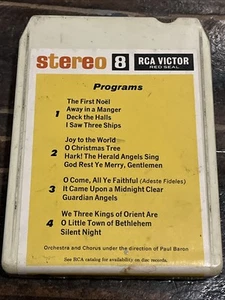 stereo 8 RCA VICTOR
RED SEAL
Programs
1
The First Noël
Away in a Manger
Deck the Halls
I Saw Three Ships
2
Joy to the World
O Christmas Tree
Hark! The Herald Angels Sing
God Rest Ye Merry, Gentlemen
3
O Come, All Ye Faithful (Adeste Fideles)
It Came Upon a Midnight Clear
Guardian Angels
4
We Three Kings of Orient Are
O Little Town of Bethlehem
Silent Night
Orchestra and Chorus under the direction of Paul Baron
See RCA catalog for availability on disc records.